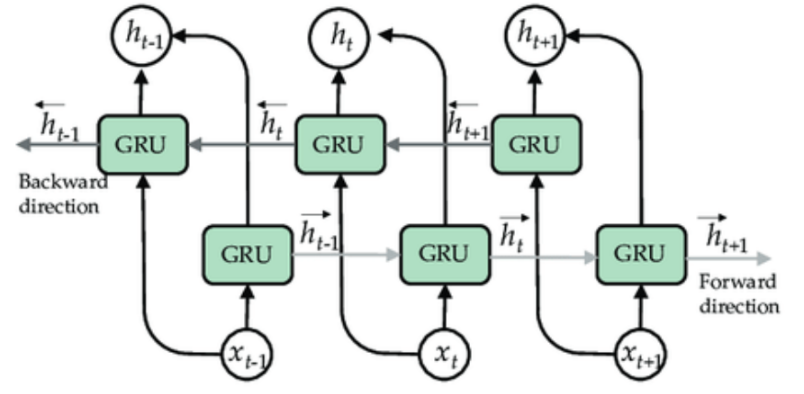 h_{t-1} h_t h_{t+1}
\overleftarrow{h}_{t-1} GRU \overleftarrow{h}_t GRU \overleftarrow{h}_{t+1} GRU
Backward
direction
GRU \overrightarrow{h}_{t-1} GRU \overrightarrow{h}_t GRU \overrightarrow{h}_{t+1}
Forward
direction
x_{t-1} x_t x_{t+1}